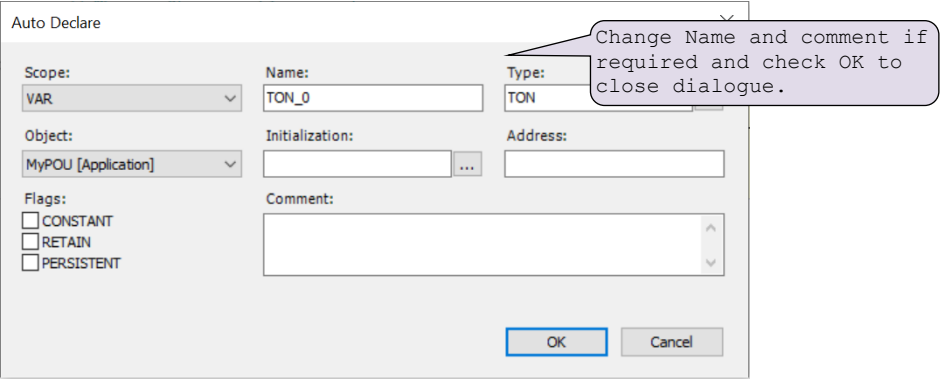 Auto Declare
Change Name and comment if
required and check OK to
close dialogue.
Scope:
Name:
Type:
VAR
TON_0
TON
Object:
Initialization:
Address:
MyPOU [Application]
...
Flags:
Comment:
CONSTANT
RETAIN
PERSISTENT
OK
Cancel